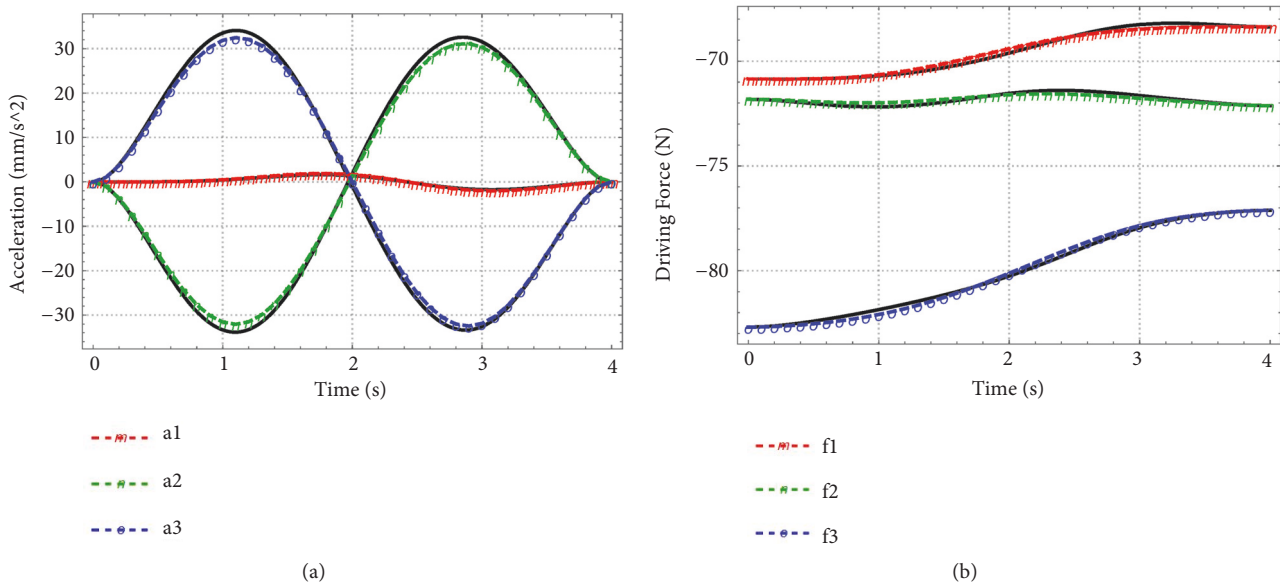 Acceleration (mm/s^2)
30
20
10
0
−10
−20
−30
0 1 2 3 4
Time (s)
m a1
n a2
o a3
(a)
Driving Force (N)
−70
−75
−80
0 1 2 3 4
Time (s)
m f1
n f2
o f3
(b)